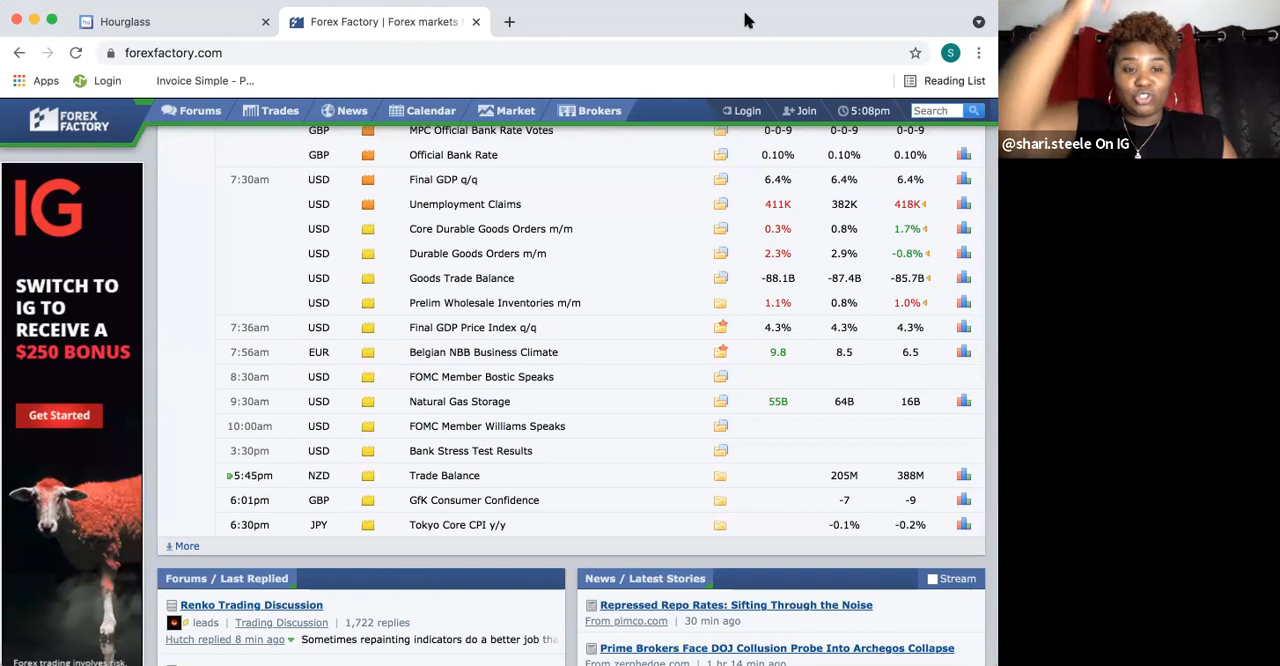 Hourglass
Forex Factory | Forex markets
forexfactory.com
S
Apps Login Invoice Simple - P... Reading List
FOREX FACTORY Forums Trades News Calendar Market Brokers Login Join 5:08pm Search
@shari.steele On IG
GBP MPC Official Bank Rate Votes 0-0-9 0-0-9 0-0-9
GBP Official Bank Rate 0.10% 0.10% 0.10%
7:30am USD Final GDP q/q 6.4% 6.4% 6.4%
USD Unemployment Claims 411K 382K 418K
USD Core Durable Goods Orders m/m 0.3% 0.8% 1.7%
USD Durable Goods Orders m/m 2.3% 2.9% -0.8%
USD Goods Trade Balance -88.1B -87.4B -85.7B
USD Prelim Wholesale Inventories m/m 1.1% 0.8% 1.0%
7:36am USD Final GDP Price Index q/q 4.3% 4.3% 4.3%
7:56am EUR Belgian NBB Business Climate 9.8 8.5 6.5
8:30am USD FOMC Member Bostic Speaks
9:30am USD Natural Gas Storage 55B 64B 16B
10:00am USD FOMC Member Williams Speaks
3:30pm USD Bank Stress Test Results
5:45pm NZD Trade Balance 205M 388M
6:01pm GBP GfK Consumer Confidence -7 -9
6:30pm JPY Tokyo Core CPI y/y -0.1% -0.2%
More
IG
SWITCH TO
IG TO
RECEIVE A
$250 BONUS
Get Started
Forex trading involves risk.
Forums / Last Replied
Renko Trading Discussion
leads | Trading Discussion | 1,722 replies
Hutch replied 8 min ago Sometimes repainting indicators do a better job tha
News / Latest Stories Stream
Repressed Repo Rates: Sifting Through the Noise
From pimco.com | 30 min ago
Prime Brokers Face DOJ Collusion Probe Into Archegos Collapse
From zerohedge.com | 1 hr 14 min ago